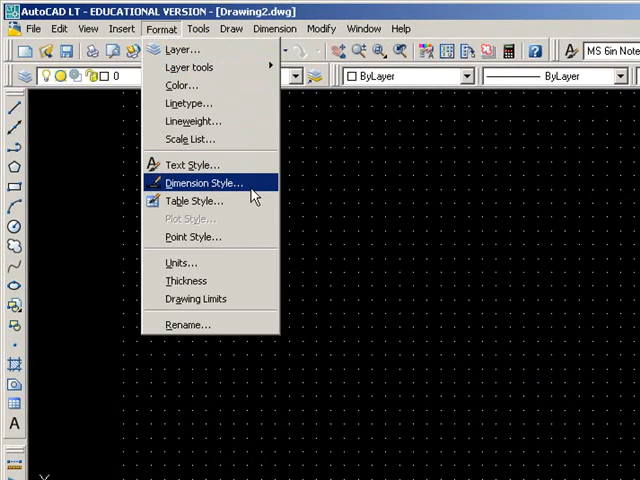 AutoCAD LT - EDUCATIONAL VERSION - [Drawing2.dwg]
File Edit View Insert Format Tools Draw Dimension Modify Window Help
MS 6in Note
0
ByLayer
ByLayer
Layer...
Layer tools
Color...
Linetype...
Lineweight...
Scale List...
Text Style...
Dimension Style...
Table Style...
Plot Style...
Point Style...
Units...
Thickness
Drawing Limits
Rename...
A
Y